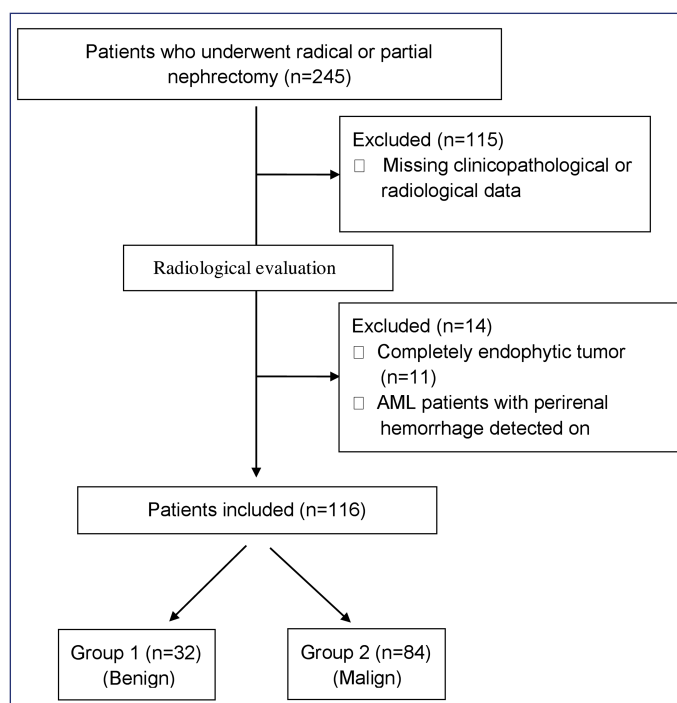 Patients who underwent radical or partial
nephrectomy (n=245)
Excluded (n=115)
Missing clinicopathological or
radiological data
Radiological evaluation
Excluded (n=14)
Completely endophytic tumor
(n=11)
AML patients with perirenal
hemorrhage detected on
Patients included (n=116)
Group 1 (n=32)
(Benign)
Group 2 (n=84)
(Malign)